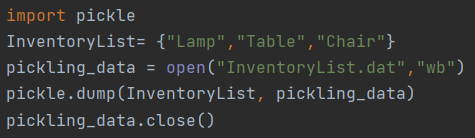 import pickle
InventoryList= {"Lamp","Table","Chair"}
pickling_data = open("InventoryList.dat","wb")
pickle.dump(InventoryList, pickling_data)
pickling_data.close()